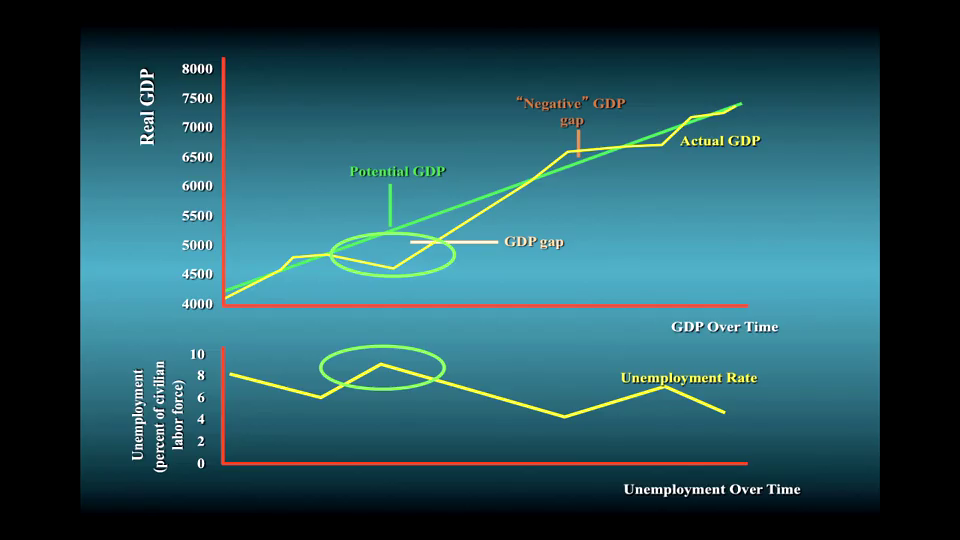 Real GDP
8000
7500
7000
6500
6000
5500
5000
4500
4000
“Negative” GDP
gap
Actual GDP
Potential GDP
GDP gap
GDP Over Time
Unemployment
(percent of civilian
labor force)
10
8
6
4
2
0
Unemployment Rate
Unemployment Over Time